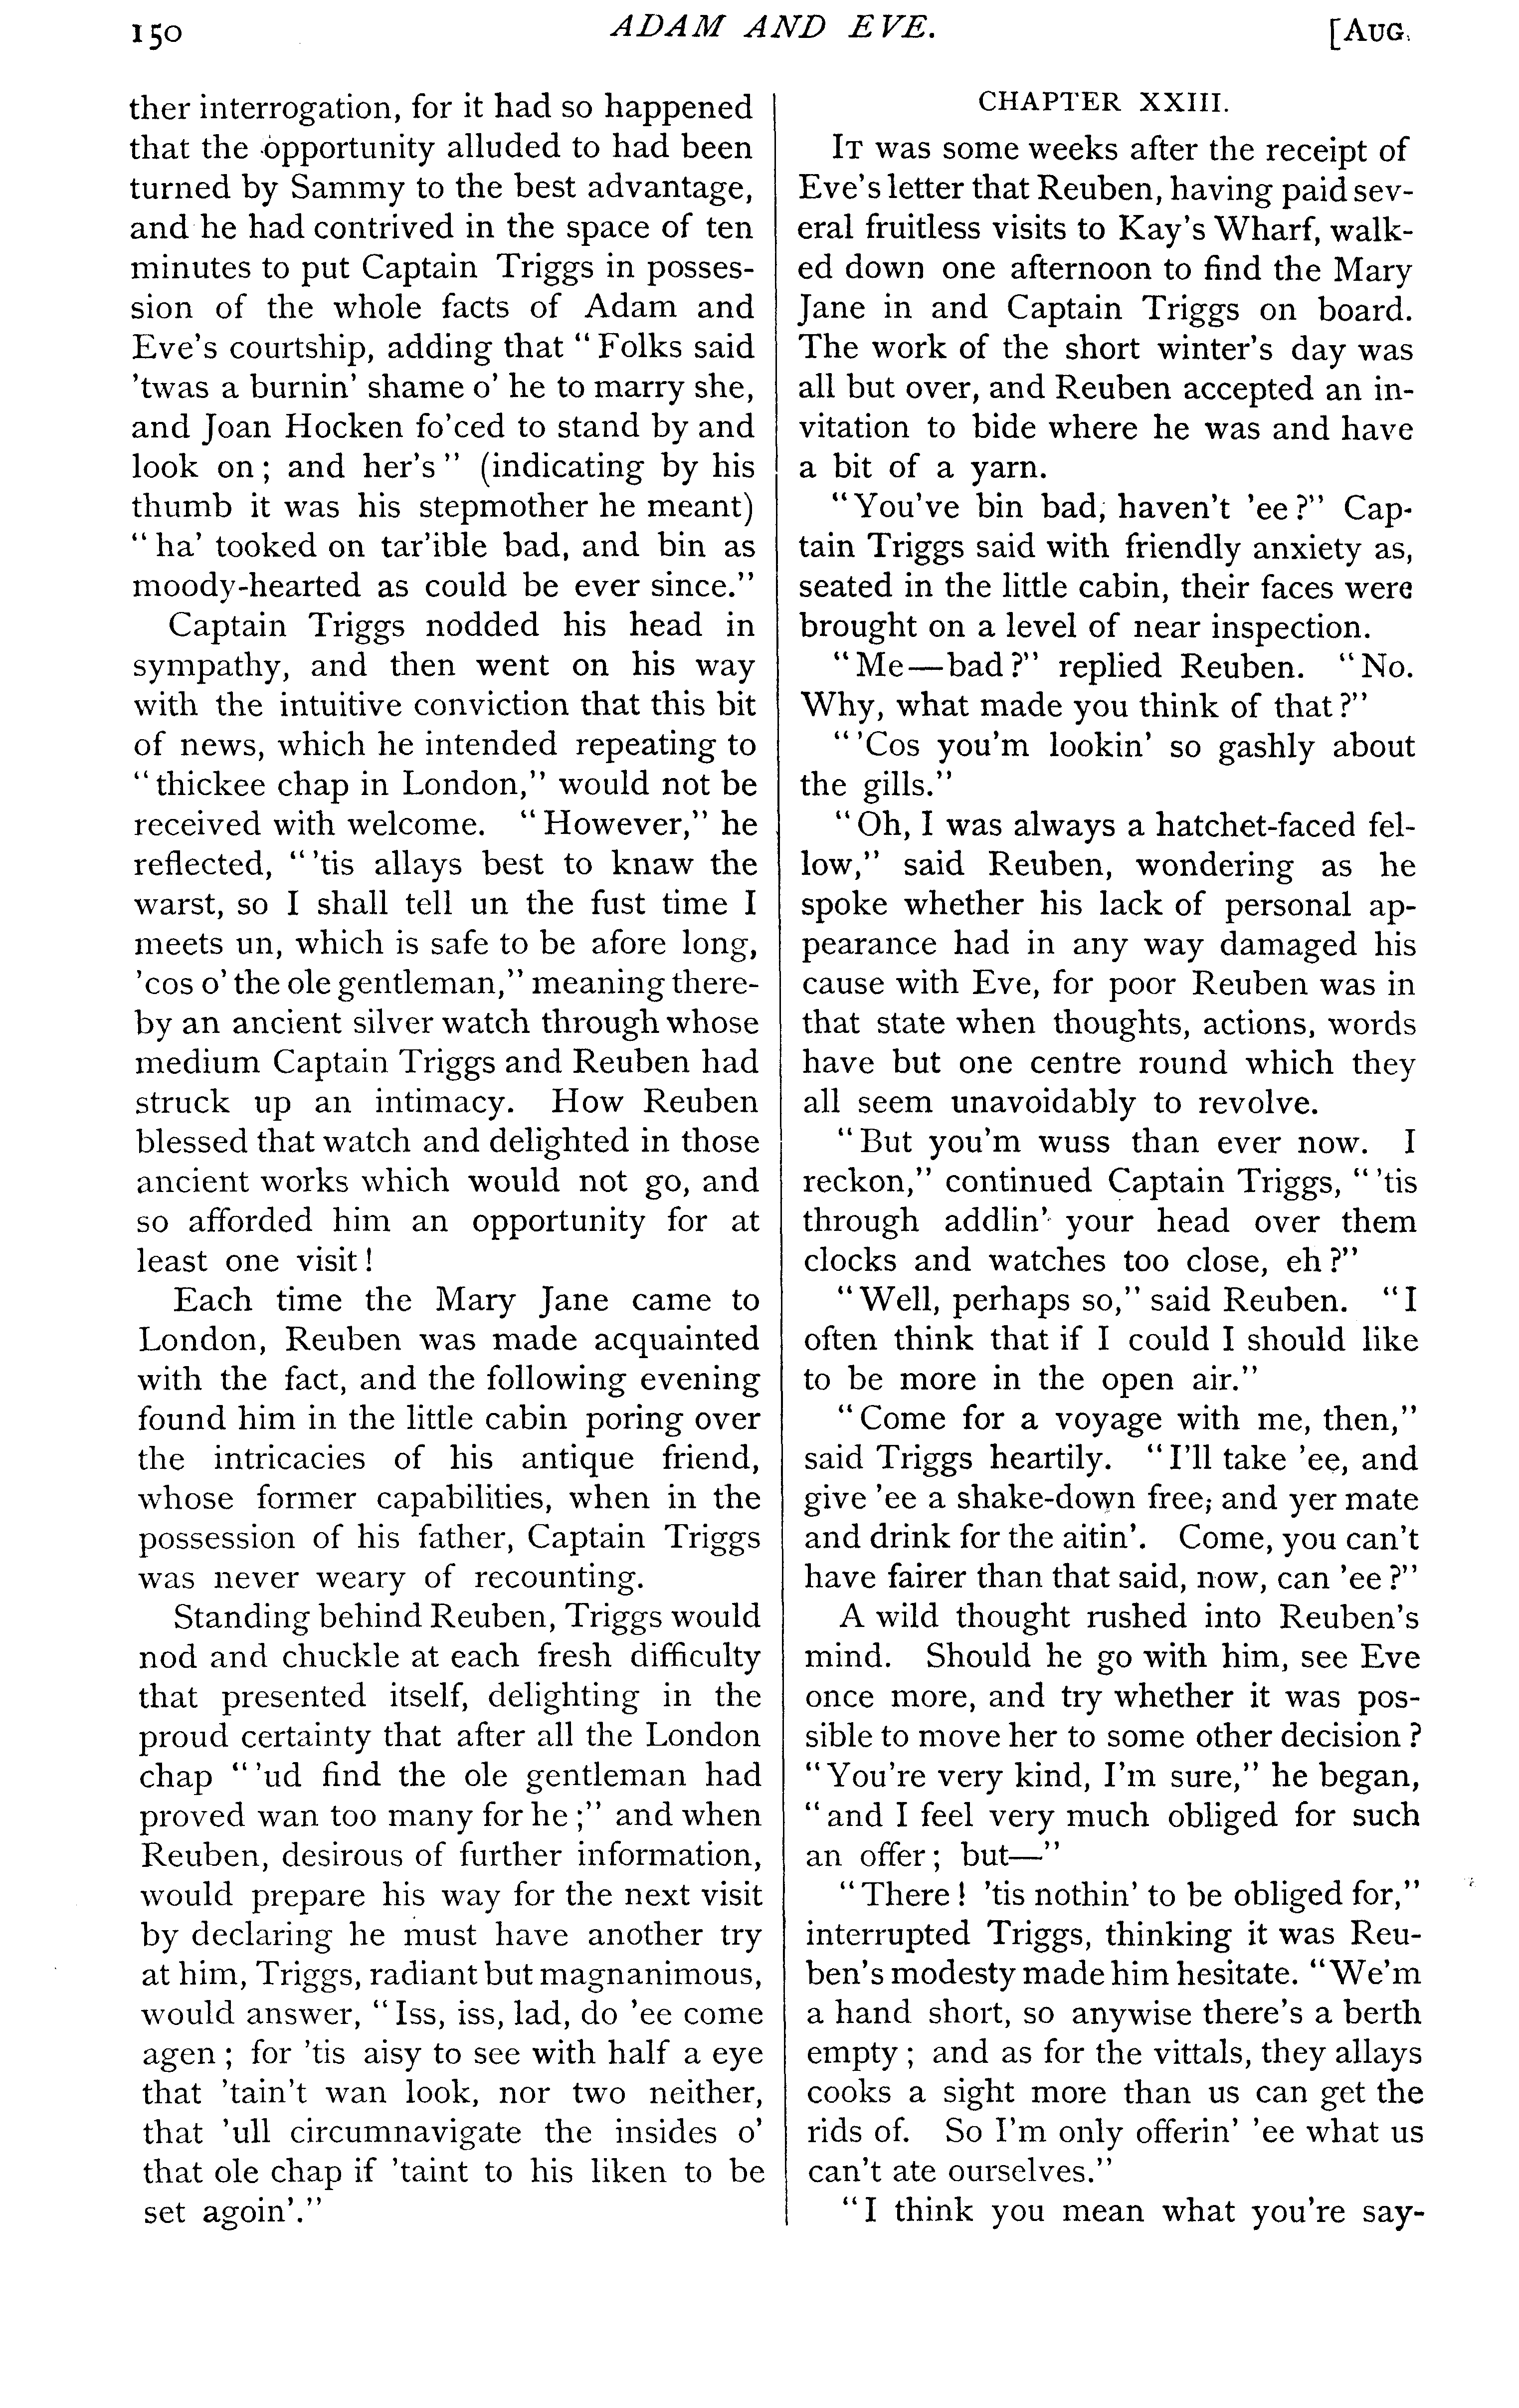 150
ADAM AND EVE.
[AUG.
ther interrogation, for it had so happened
that the opportunity alluded to had been
turned by Sammy to the best advantage,
and he had contrived in the space of ten
minutes to put Captain Triggs in posses-
sion of the whole facts of Adam and
Eve's courtship, adding that "Folks said
'twas a burnin' shame o' he to marry she,
and Joan Hocken fo'ced to stand by and
look on; and her's" (indicating by his
thumb it was his stepmother he meant)
"ha' tooked on tar'ible bad, and bin as
moody-hearted as could be ever since."
Captain Triggs nodded his head in
sympathy, and then went on his way
with the intuitive conviction that this bit
of news, which he intended repeating to
"thickee chap in London," would not be
received with welcome. "However," he
reflected, "'tis allays best to knaw the
warst, so I shall tell un the fust time I
meets un, which is safe to be afore long,
'cos o' the ole gentleman," meaning there-
by an ancient silver watch through whose
medium Captain Triggs and Reuben had
struck up an intimacy. How Reuben
blessed that watch and delighted in those
ancient works which would not go, and
so afforded him an opportunity for at
least one visit!
Each time the Mary Jane came to
London, Reuben was made acquainted
with the fact, and the following evening
found him in the little cabin poring over
the intricacies of his antique friend,
whose former capabilities, when in the
possession of his father, Captain Triggs
was never weary of recounting.
Standing behind Reuben, Triggs would
nod and chuckle at each fresh difficulty
that presented itself, delighting in the
proud certainty that after all the London
chap "'ud find the ole gentleman had
proved wan too many for he;" and when
Reuben, desirous of further information,
would prepare his way for the next visit
by declaring he must have another try
at him, Triggs, radiant but magnanimous,
would answer, "Iss, iss, lad, do 'ee come
agen; for 'tis aisy to see with half a eye
that 'tain't wan look, nor two neither,
that 'ull circumnavigate the insides o'
that ole chap if 'taint to his liken to be
set agoin'."
CHAPTER XXIII.
IT was some weeks after the receipt of
Eve's letter that Reuben, having paid sev-
eral fruitless visits to Kay's Wharf, walk-
ed down one afternoon to find the Mary
Jane in and Captain Triggs on board.
The work of the short winter's day was
all but over, and Reuben accepted an in-
vitation to bide where he was and have
a bit of a yarn.
"You've bin bad, haven't 'ee?" Cap-
tain Triggs said with friendly anxiety as,
seated in the little cabin, their faces were
brought on a level of near inspection.
"Me—bad?" replied Reuben. "No.
Why, what made you think of that?"
"'Cos you'm lookin' so gashly about
the gills."
"Oh, I was always a hatchet-faced fel-
low," said Reuben, wondering as he
spoke whether his lack of personal ap-
pearance had in any way damaged his
cause with Eve, for poor Reuben was in
that state when thoughts, actions, words
have but one centre round which they
all seem unavoidably to revolve.
"But you'm wuss than ever now. I
reckon," continued Captain Triggs, "'tis
through addlin' your head over them
clocks and watches too close, eh?"
"Well, perhaps so," said Reuben. "I
often think that if I could I should like
to be more in the open air."
"Come for a voyage with me, then,"
said Triggs heartily. "I'll take 'ee, and
give 'ee a shake-down free, and yer mate
and drink for the aitin'. Come, you can't
have fairer than that said, now, can 'ee?"
A wild thought rushed into Reuben's
mind. Should he go with him, see Eve
once more, and try whether it was pos-
sible to move her to some other decision?
"You're very kind, I'm sure," he began,
"and I feel very much obliged for such
an offer; but—"
"There! 'tis nothin' to be obliged for,"
interrupted Triggs, thinking it was Reu-
ben's modesty made him hesitate. "We'm
a hand short, so anywise there's a berth
empty; and as for the vittals, they allays
cooks a sight more than us can get the
rids of. So I'm only offerin' 'ee what us
can't ate ourselves."
"I think you mean what you're say-